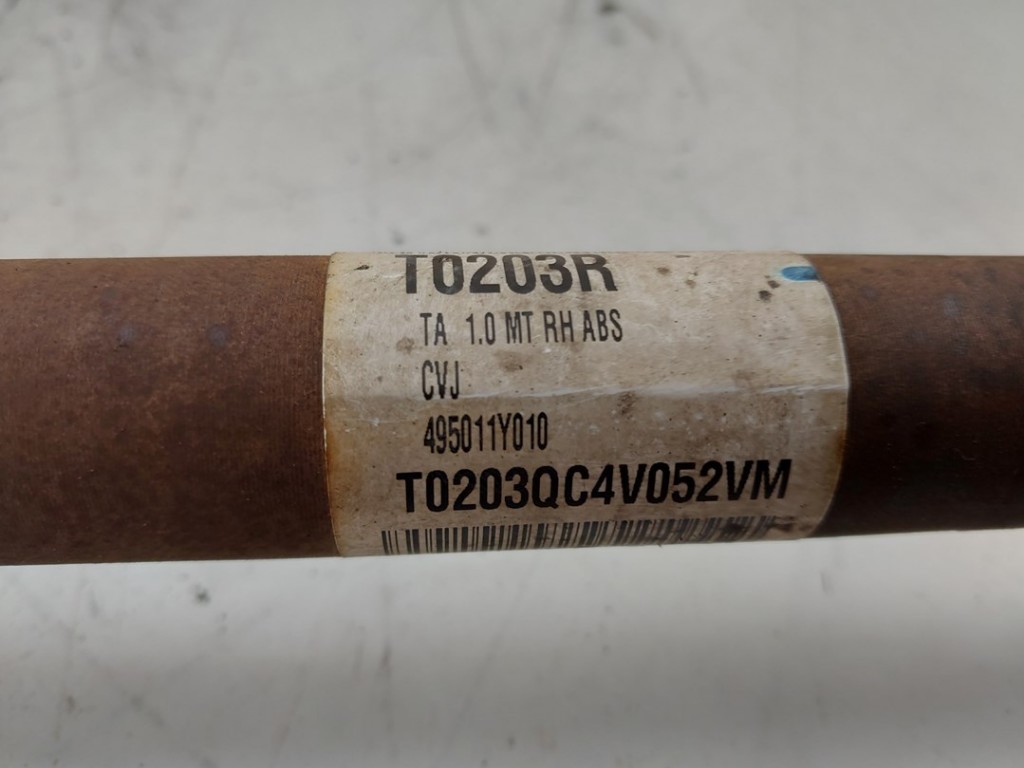 T0203R
TA 1.0 MT RH ABS
CVJ
495011Y010
T0203QC4V052VM